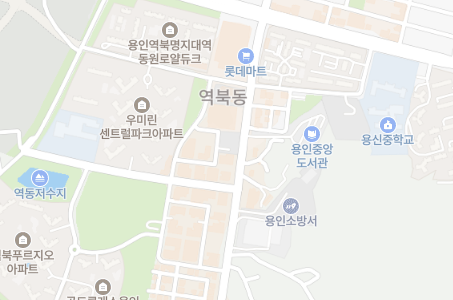 용인역북명지대역
동원로얄듀크
롯데마트
역북동
우미린
센트럴파크아파트
용인중앙
도서관
용신중학교
역동저수지
용인소방서
북푸르지오
아파트